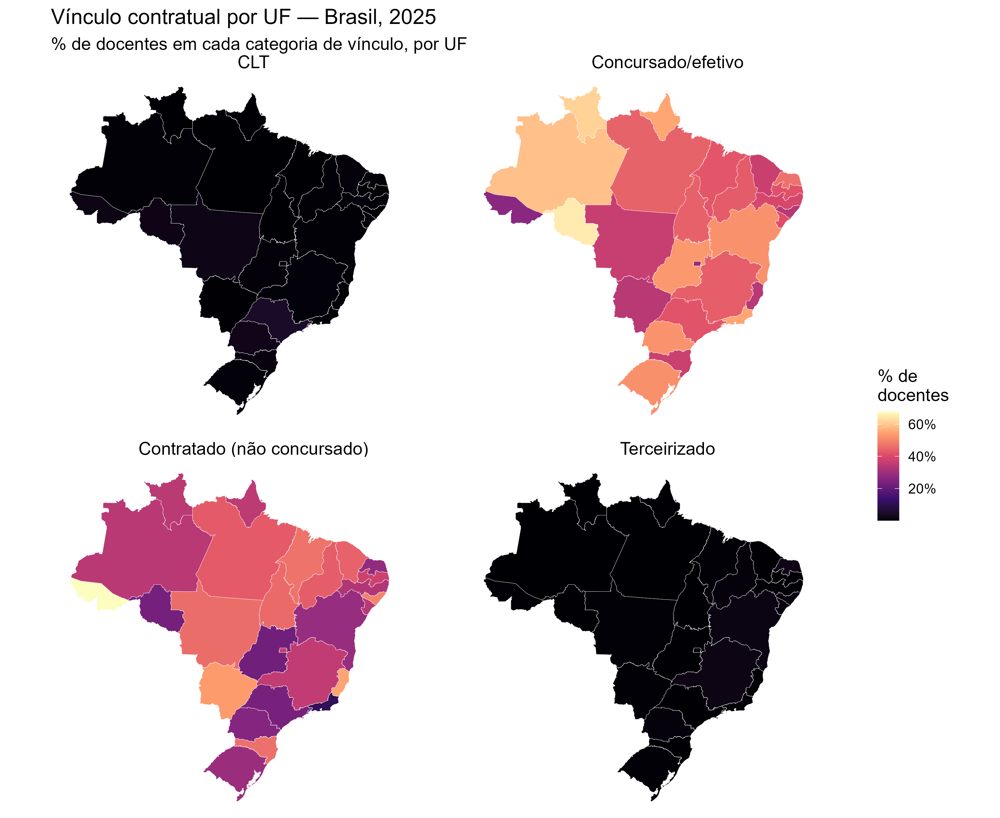 Vínculo contratual por UF — Brasil, 2025
% de docentes em cada categoria de vínculo, por UF
CLT
Concursado/efetivo
Contratado (não concursado)
Terceirizado
% de
docentes
60%
40%
20%